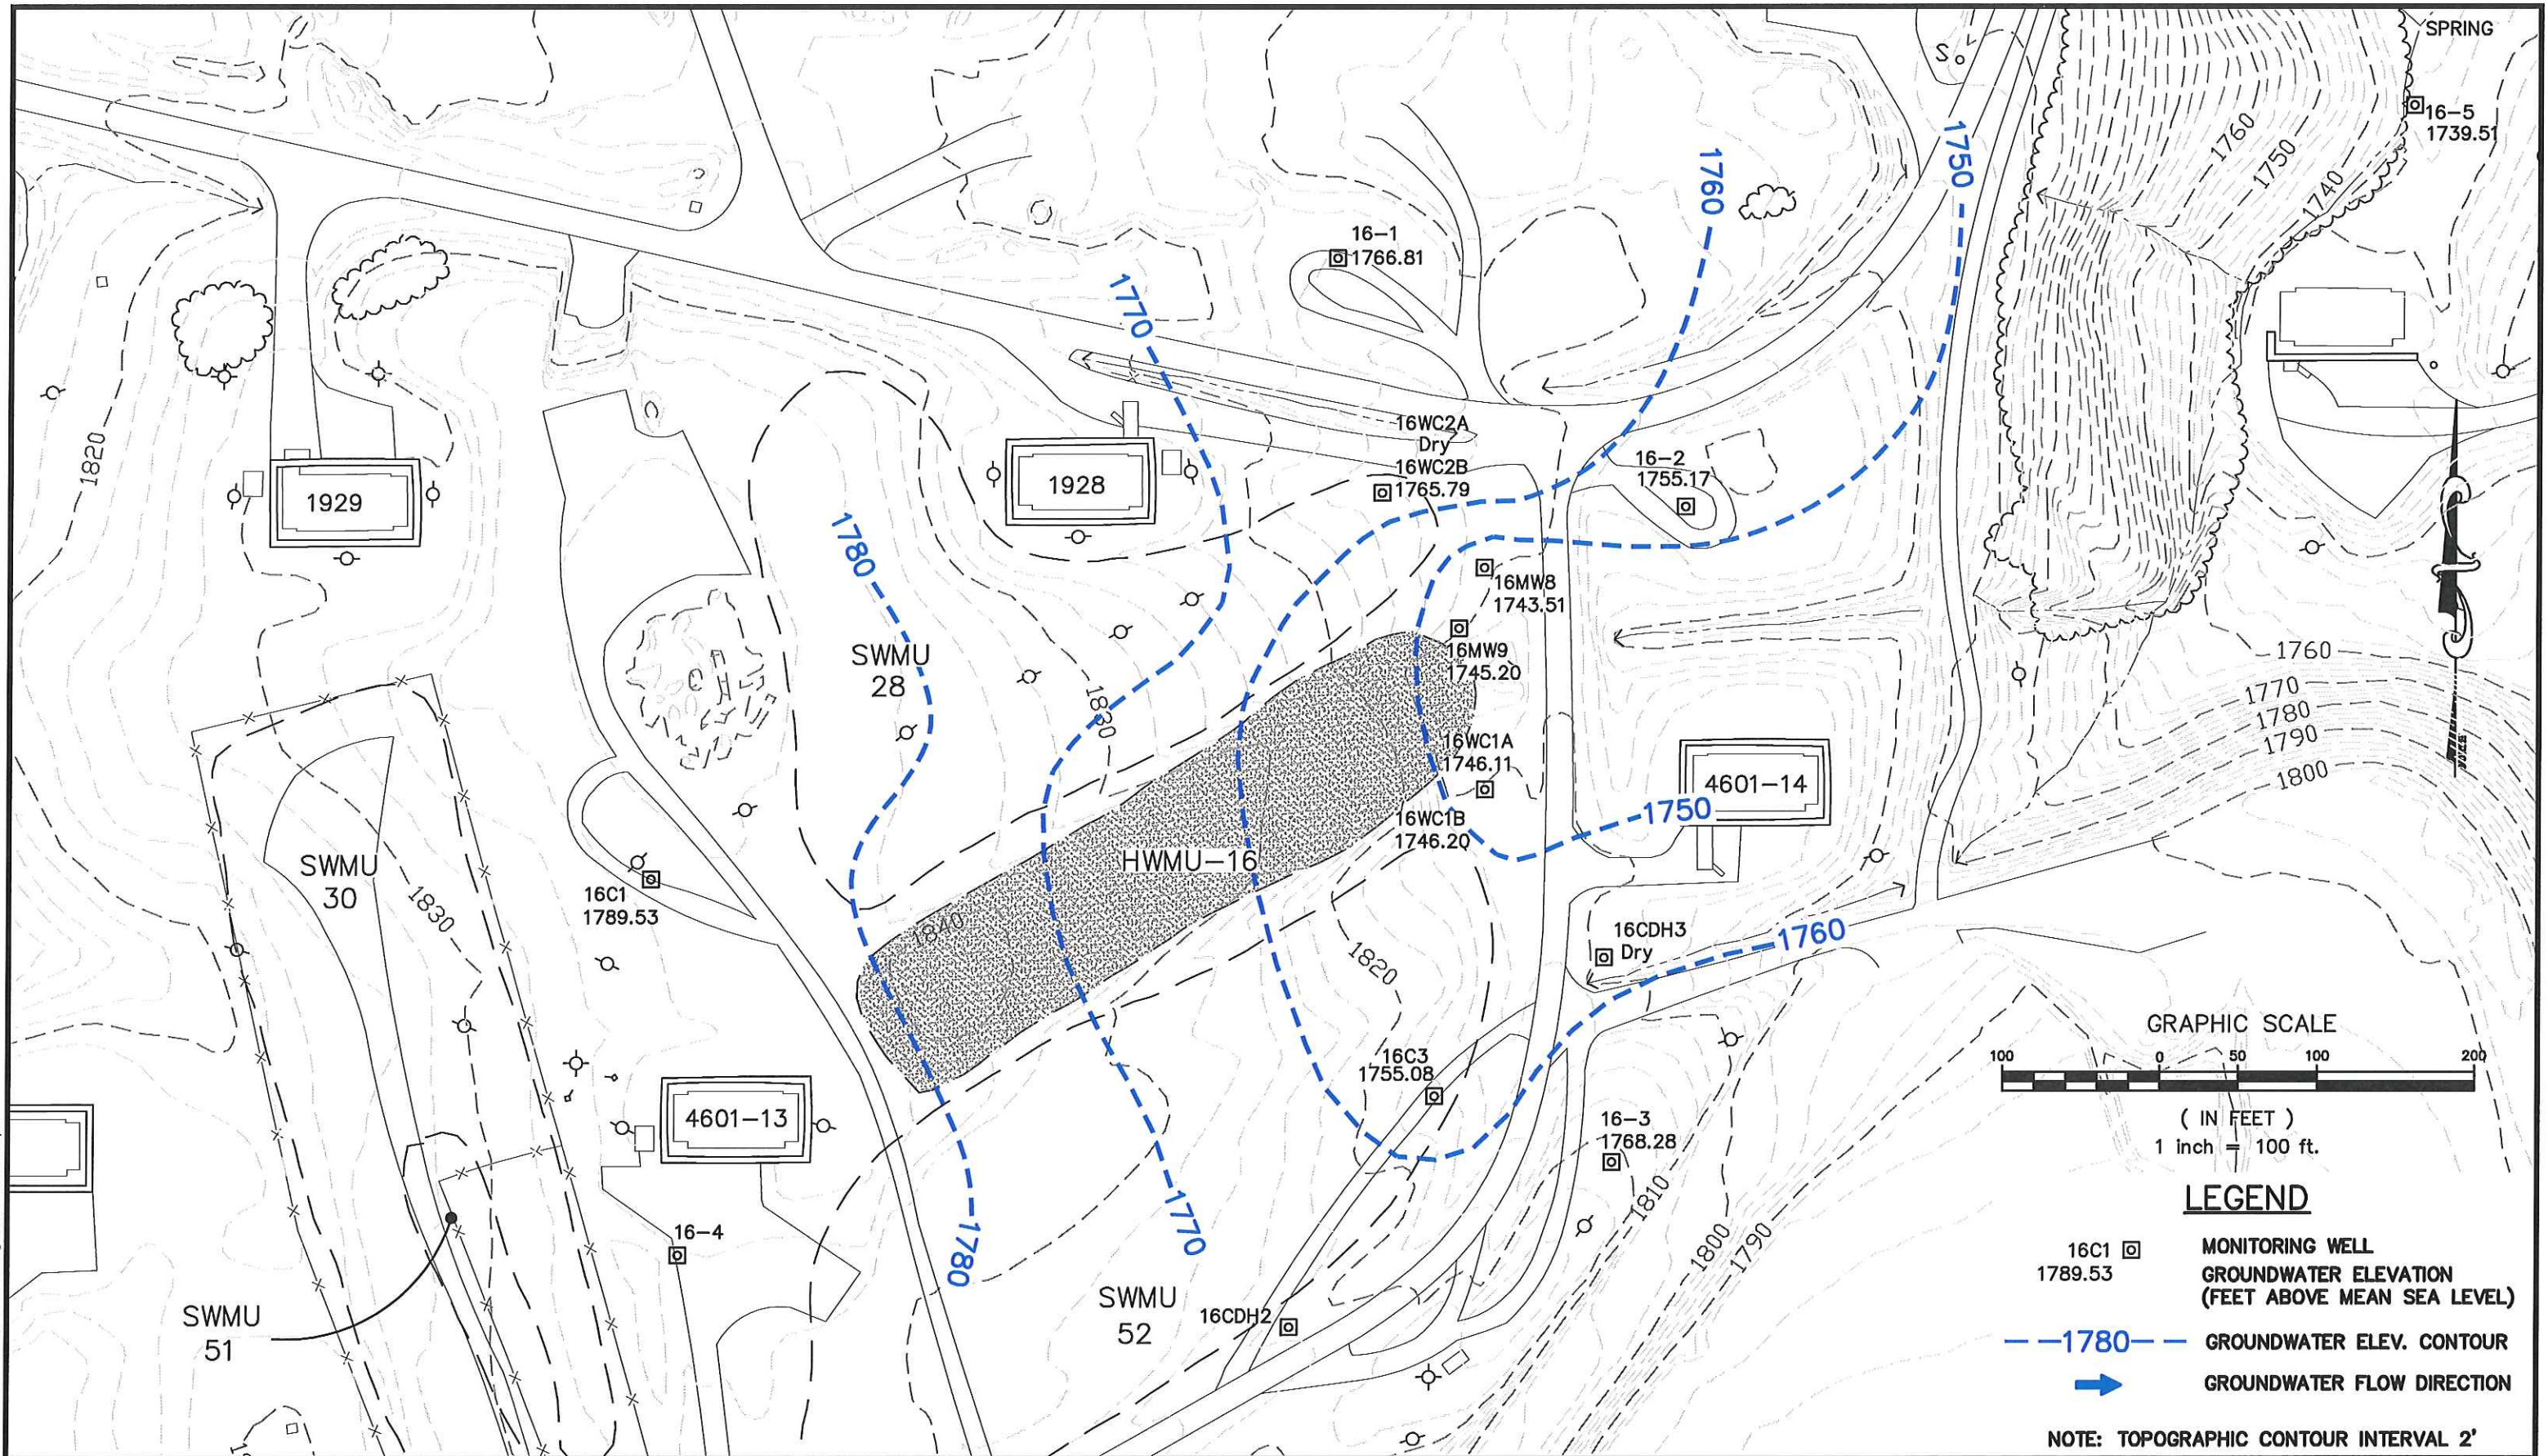 SPRING
S
16-5
1739.51
1760
1750
1740
1750
1760
16-1
1766.81
1770
1820
16WC2A
Dry
16WC2B
1765.79
16-2
1755.17
1929
1928
1780
16MW8
1743.51
16MW9
1745.20
SWMU
28
1830
1760
1770
1780
1790
1800
16WC1A
1746.11
4601-14
1750
16WC1B
1746.20
HWMU-16
SWMU
30
1830
16C1
1789.53
1840
1820
16CDH3
Dry
1760
GRAPHIC SCALE
100 0 50 100 200
( IN FEET )
1 inch = 100 ft.
16C3
1755.08
4601-13
16-3
1768.28
1810
1800
1790
16-4
1780
1770
SWMU
51
SWMU
52
16CDH2
LEGEND
16C1
1789.53
MONITORING WELL
GROUNDWATER ELEVATION
(FEET ABOVE MEAN SEA LEVEL)
1780
GROUNDWATER ELEV. CONTOUR
GROUNDWATER FLOW DIRECTION
NOTE: TOPOGRAPHIC CONTOUR INTERVAL 2'